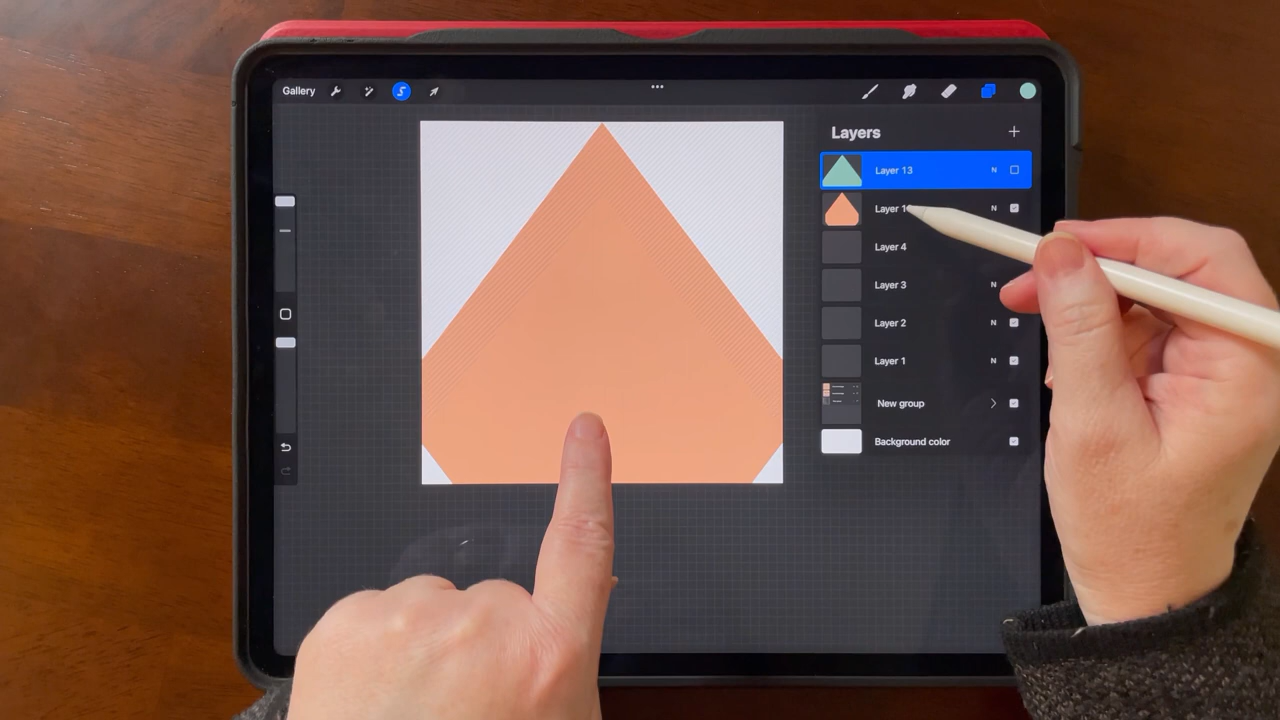 Gallery
Layers
Layer 13 N
N
Layer 4
Layer 3 N
Layer 2 N
Layer 1 N
New group
Background color